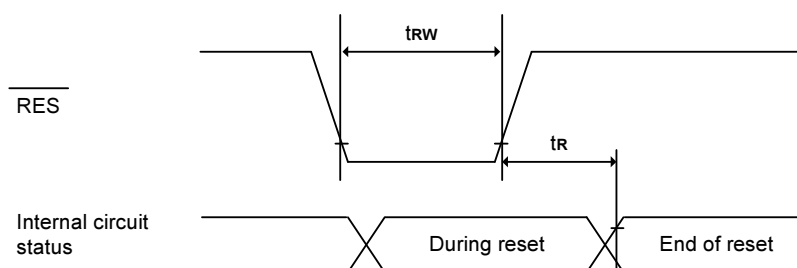 tRW
RES
tR
Internal circuit
status
During reset
End of reset